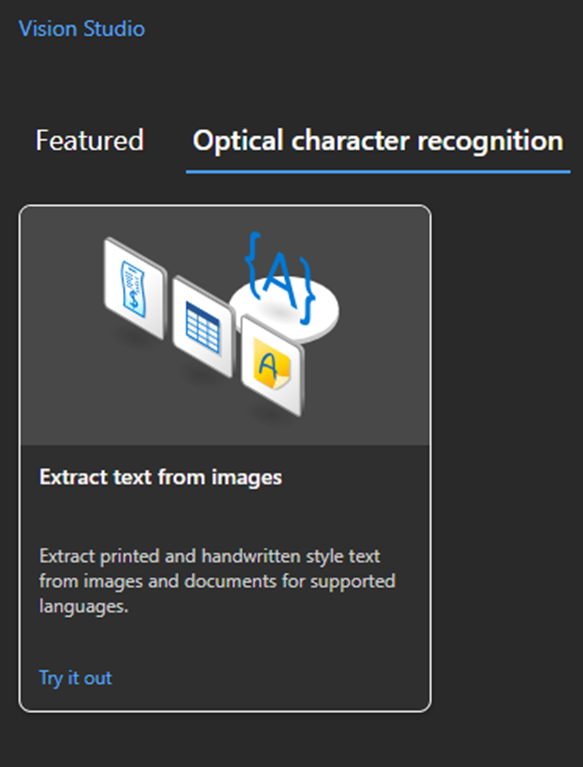 Vision Studio
Featured
Optical character recognition
{A}
A
Extract text from images
Extract printed and handwritten style text
from images and documents for supported
languages.
Try it out